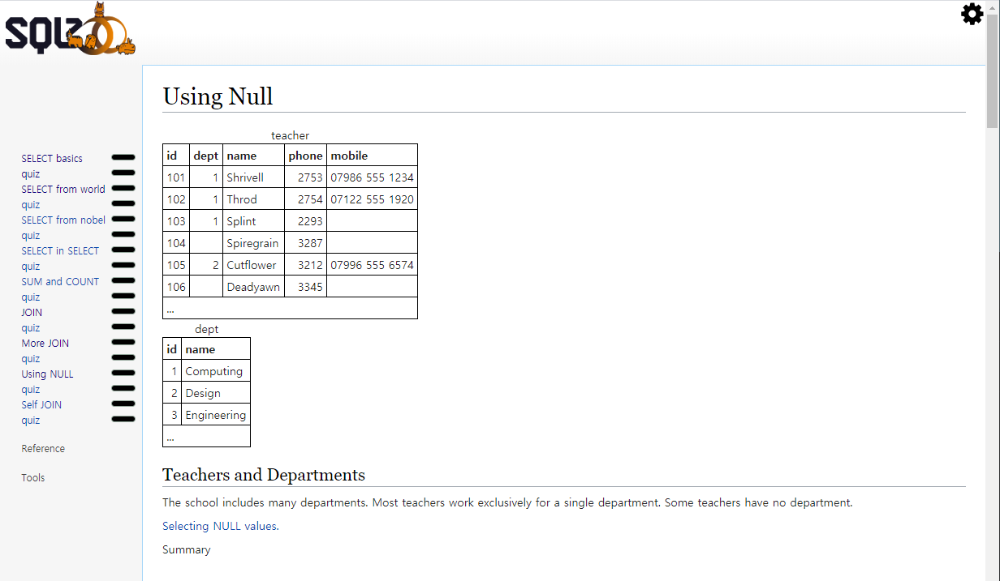 SQLZOO
Using Null
SELECT basics
quiz
SELECT from world
quiz
SELECT from nobel
quiz
SELECT in SELECT
quiz
SUM and COUNT
quiz
JOIN
quiz
More JOIN
quiz
Using NULL
quiz
Self JOIN
quiz
Reference
Tools
teacher
id dept name phone mobile
101 1 Shrivell 2753 07986 555 1234
102 1 Throd 2754 07122 555 1920
103 1 Splint 2293
104 Spiregrain 3287
105 2 Cutflower 3212 07996 555 6574
106 Deadyawn 3345
...
dept
id name
1 Computing
2 Design
3 Engineering
...
Teachers and Departments
The school includes many departments. Most teachers work exclusively for a single department. Some teachers have no department.
Selecting NULL values.
Summary